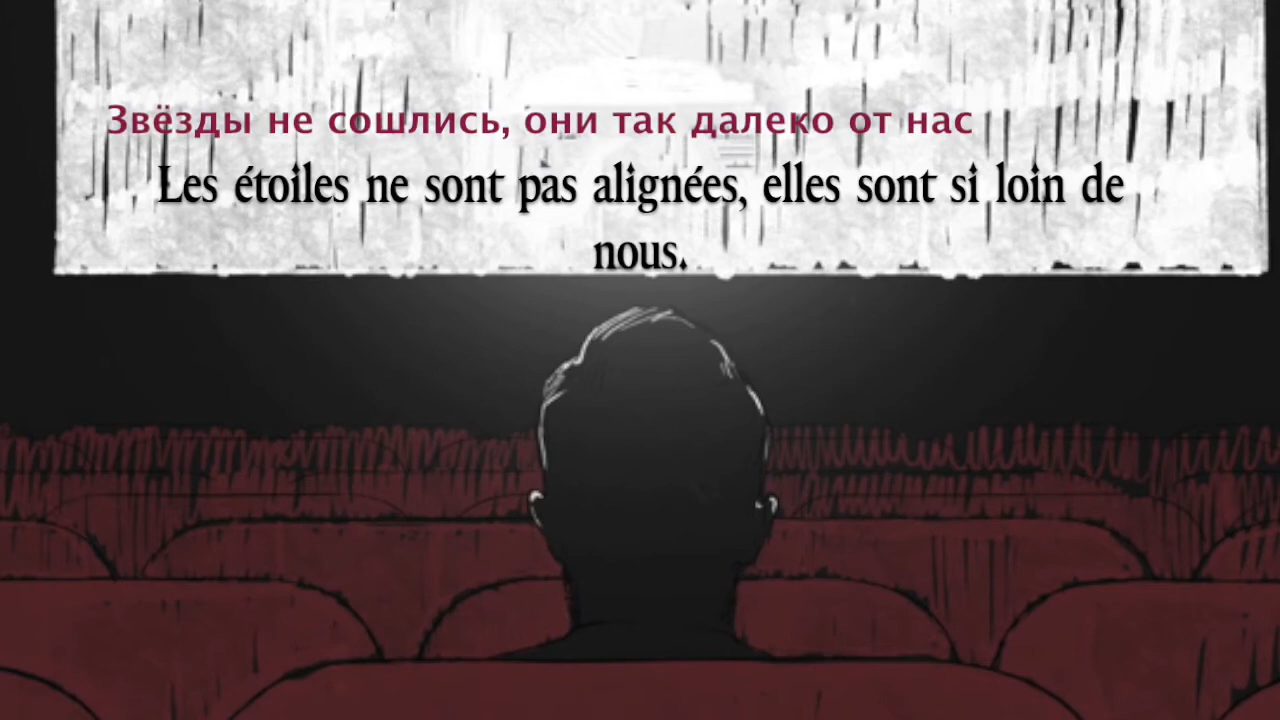 Звёзды не сошлись, они так далеко от нас
Les étoiles ne sont pas alignées, elles sont si loin de
nous.